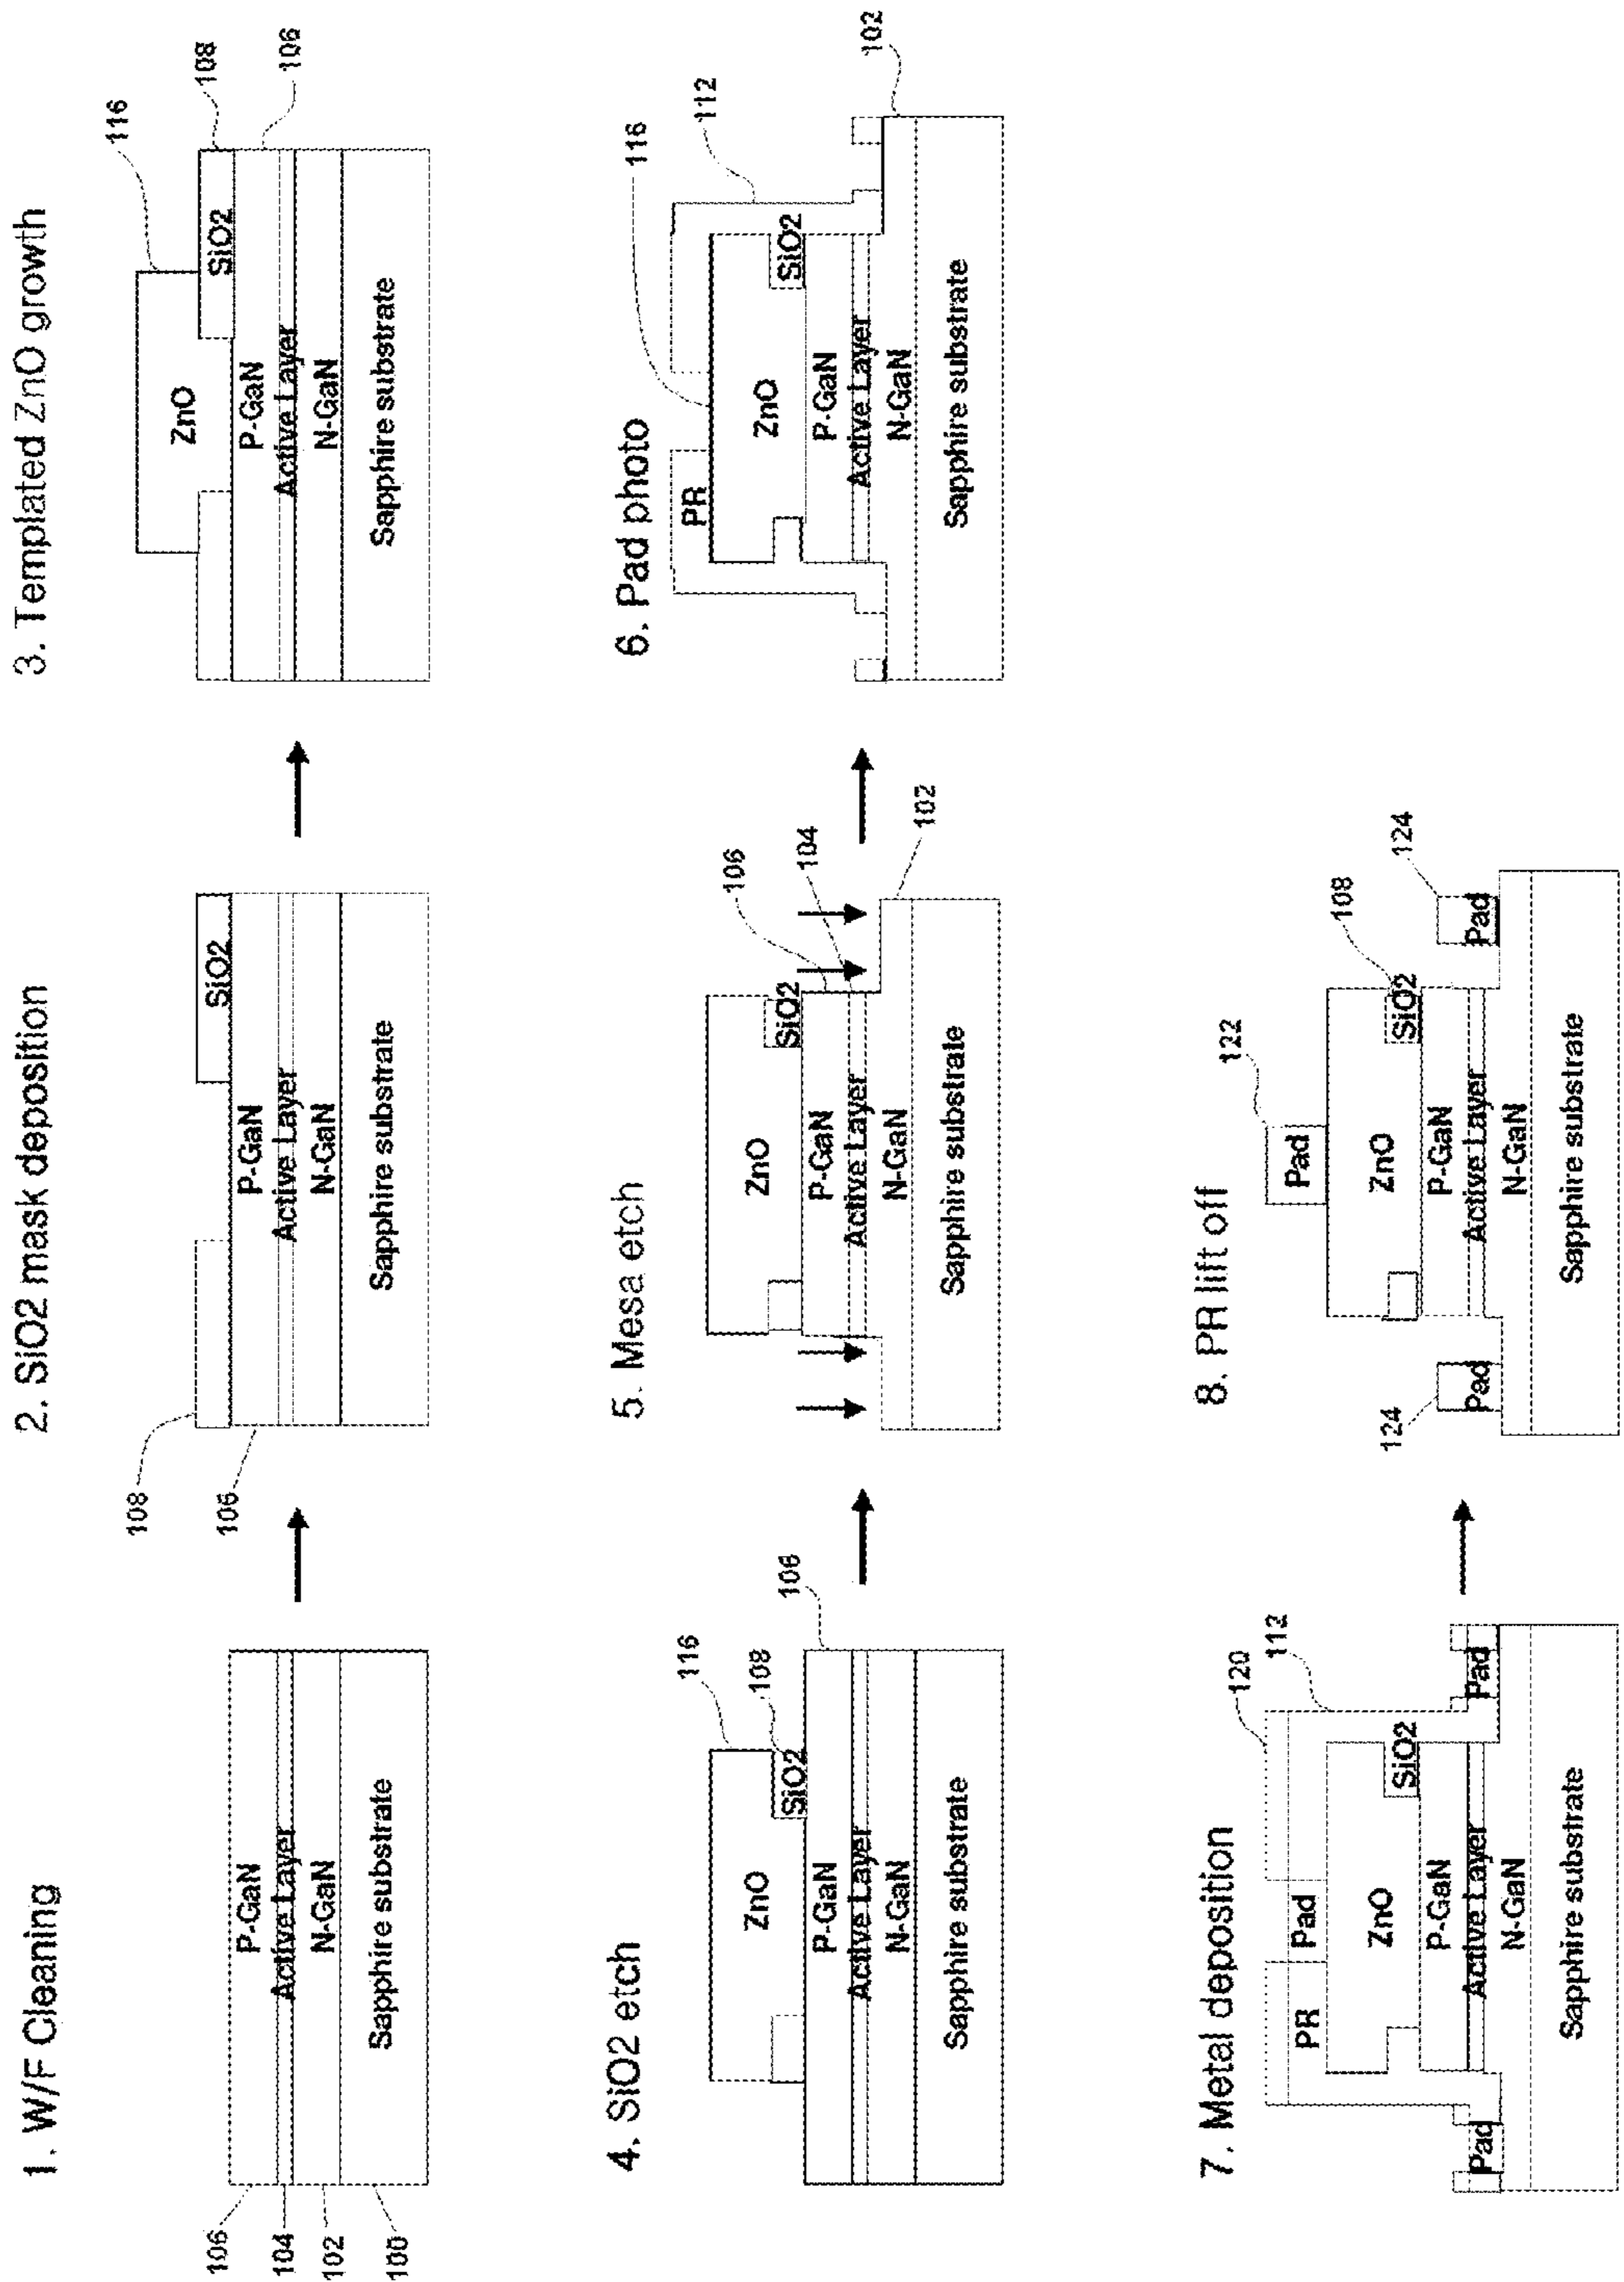 1. W/F Cleaning
P-GaN
Active Layer
N-GaN
Sapphire substrate
106
104
102
100
2. SiO2 mask deposition
108
106
SiO2
P-GaN
Active Layer
N-GaN
Sapphire substrate
3. Templated ZnO growth
116
108
106
ZnO
SiO2
P-GaN
Active Layer
N-GaN
Sapphire substrate
4. SiO2 etch
116
108
106
ZnO
SiO2
P-GaN
Active Layer
N-GaN
Sapphire substrate
5. Mesa etch
106
104
102
ZnO
SiO2
P-GaN
Active Layer
N-GaN
Sapphire substrate
6. Pad photo
116
112
102
PR
ZnO
SiO2
P-GaN
Active Layer
N-GaN
Sapphire substrate
7. Metal deposition
120
112
PR
Pad
ZnO
SiO2
P-GaN
Pad
Pad
Active Layer
N-GaN
Sapphire substrate
8. PR lift off
122
108
124
124
Pad
ZnO
SiO2
P-GaN
Pad
Pad
Active Layer
N-GaN
Sapphire substrate